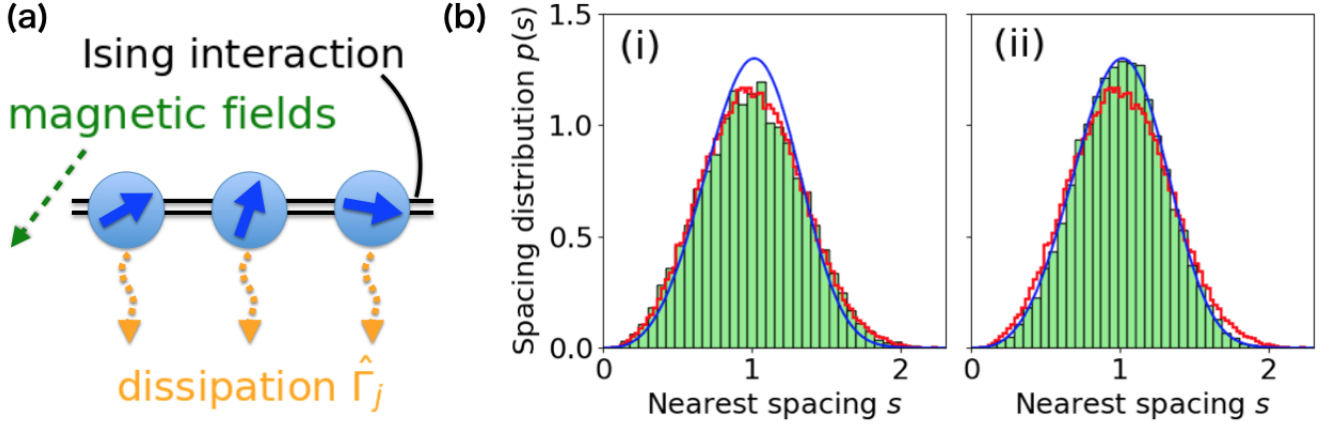 (a)
Ising interaction
magnetic fields
dissipation Γ̂_j
(b)
Spacing distribution p(s)
1.5
1.0
0.5
0.0
(i)
0 1 2
Nearest spacing s
(ii)
0 1 2
Nearest spacing s